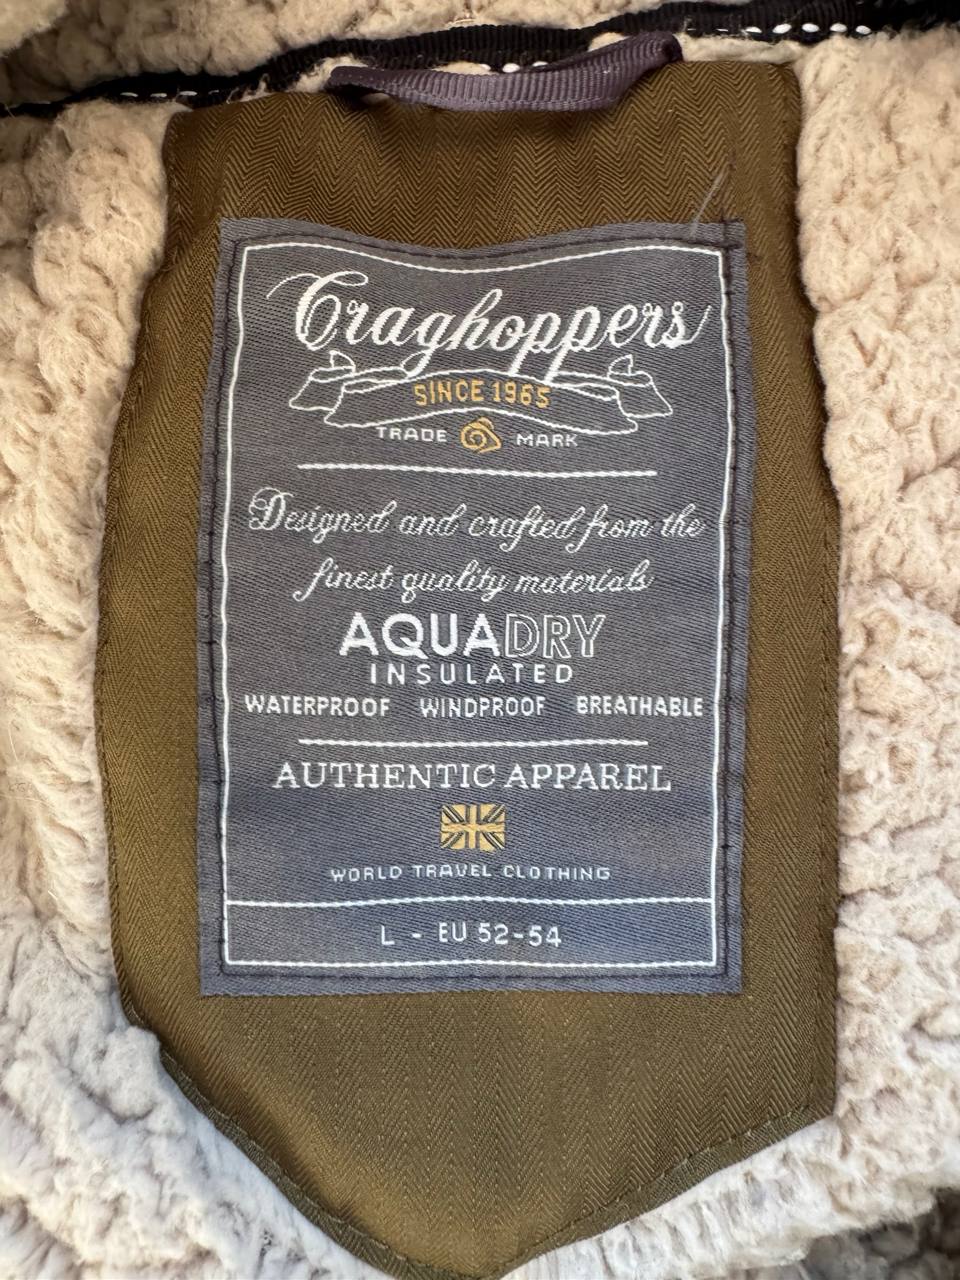 Craghoppers
SINCE 1965
TRADE MARK
Designed and crafted from the
finest quality materials
AQUADRY
INSULATED
WATERPROOF WINDPROOF BREATHABLE
AUTHENTIC APPAREL
WORLD TRAVEL CLOTHING
L - EU 52-54